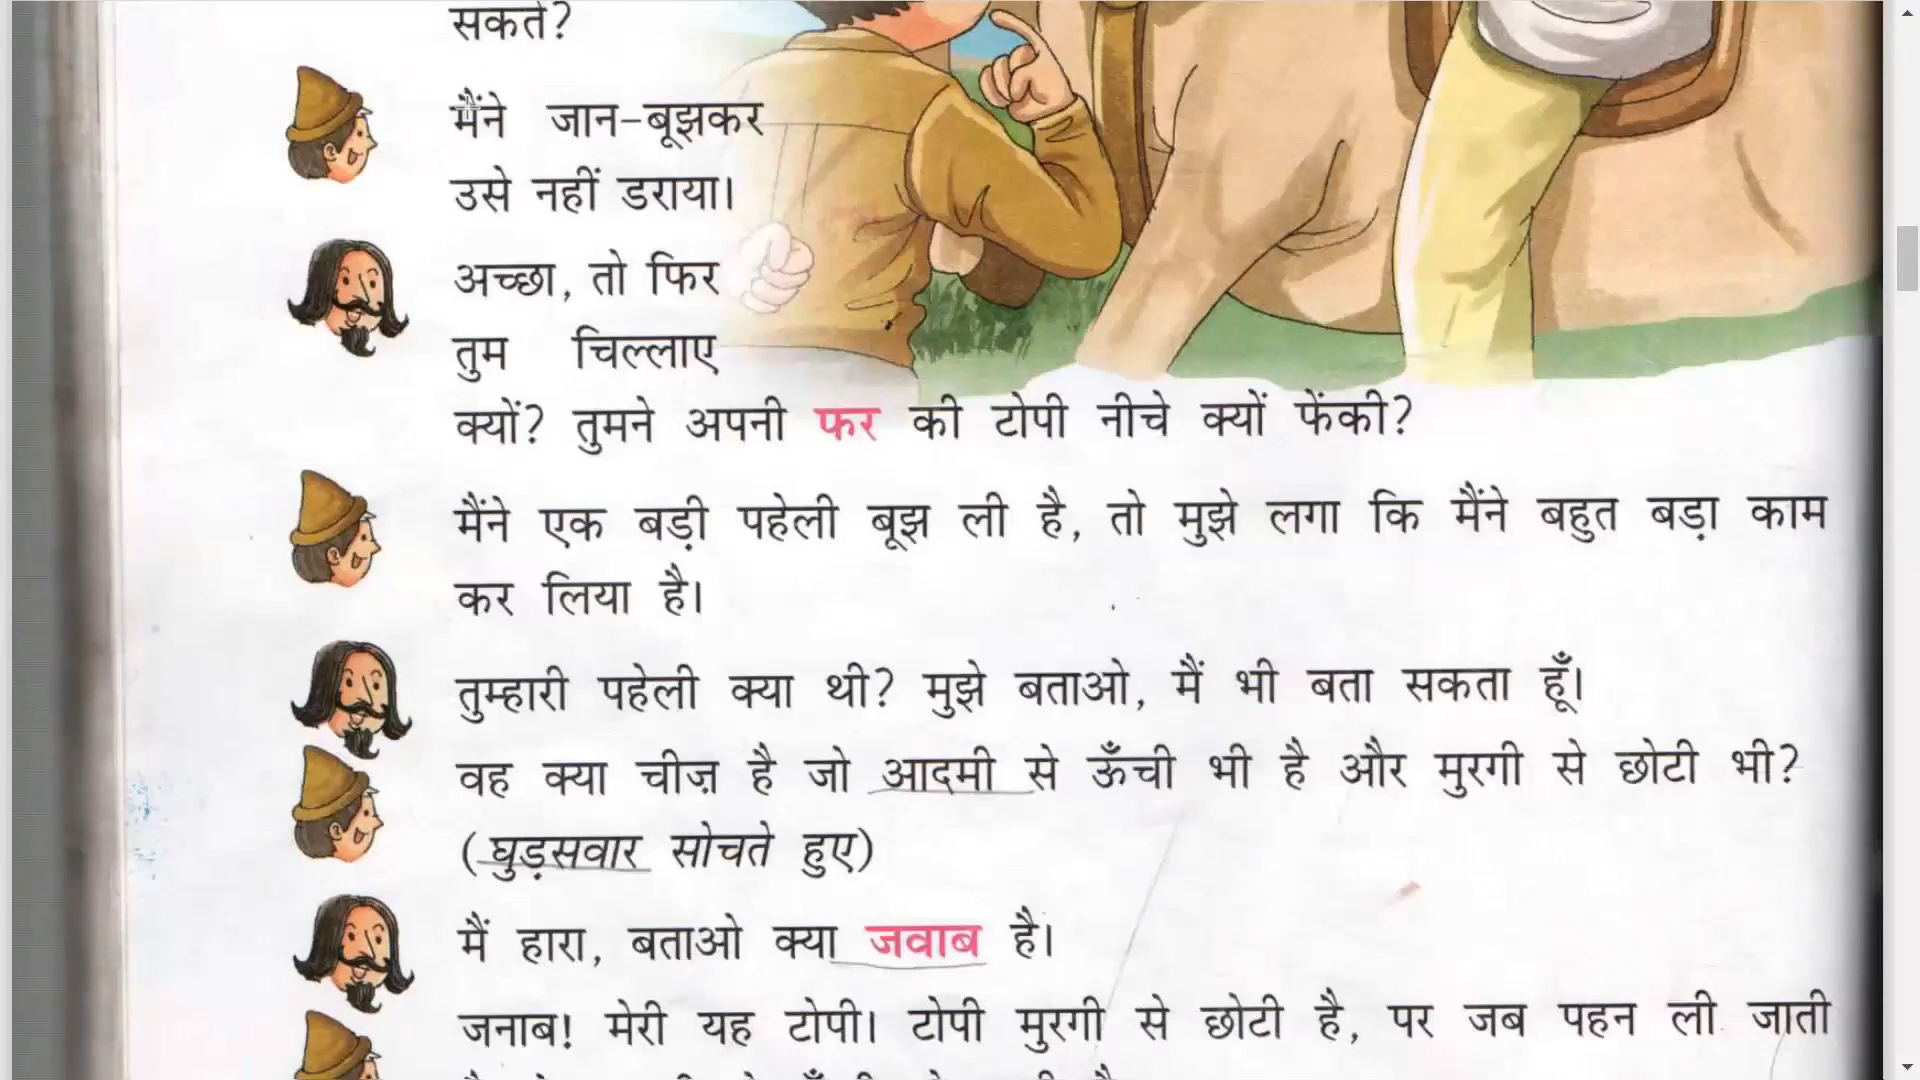 सकते?
मैंने जान-बूझकर
उसे नहीं डराया।
अच्छा, तो फिर
तुम चिल्लाए
क्यों? तुमने अपनी फर की टोपी नीचे क्यों फेंकी?
मैंने एक बड़ी पहेली बूझ ली है, तो मुझे लगा कि मैंने बहुत बड़ा काम
कर लिया है।
तुम्हारी पहेली क्या थी? मुझे बताओ, मैं भी बता सकता हूँ।
वह क्या चीज़ है जो आदमी से ऊँची भी है और मुरगी से छोटी भी?
(घुड़सवार सोचते हुए)
मैं हारा, बताओ क्या जवाब है।
जनाब! मेरी यह टोपी। टोपी मुरगी से छोटी है, पर जब पहन ली जाती